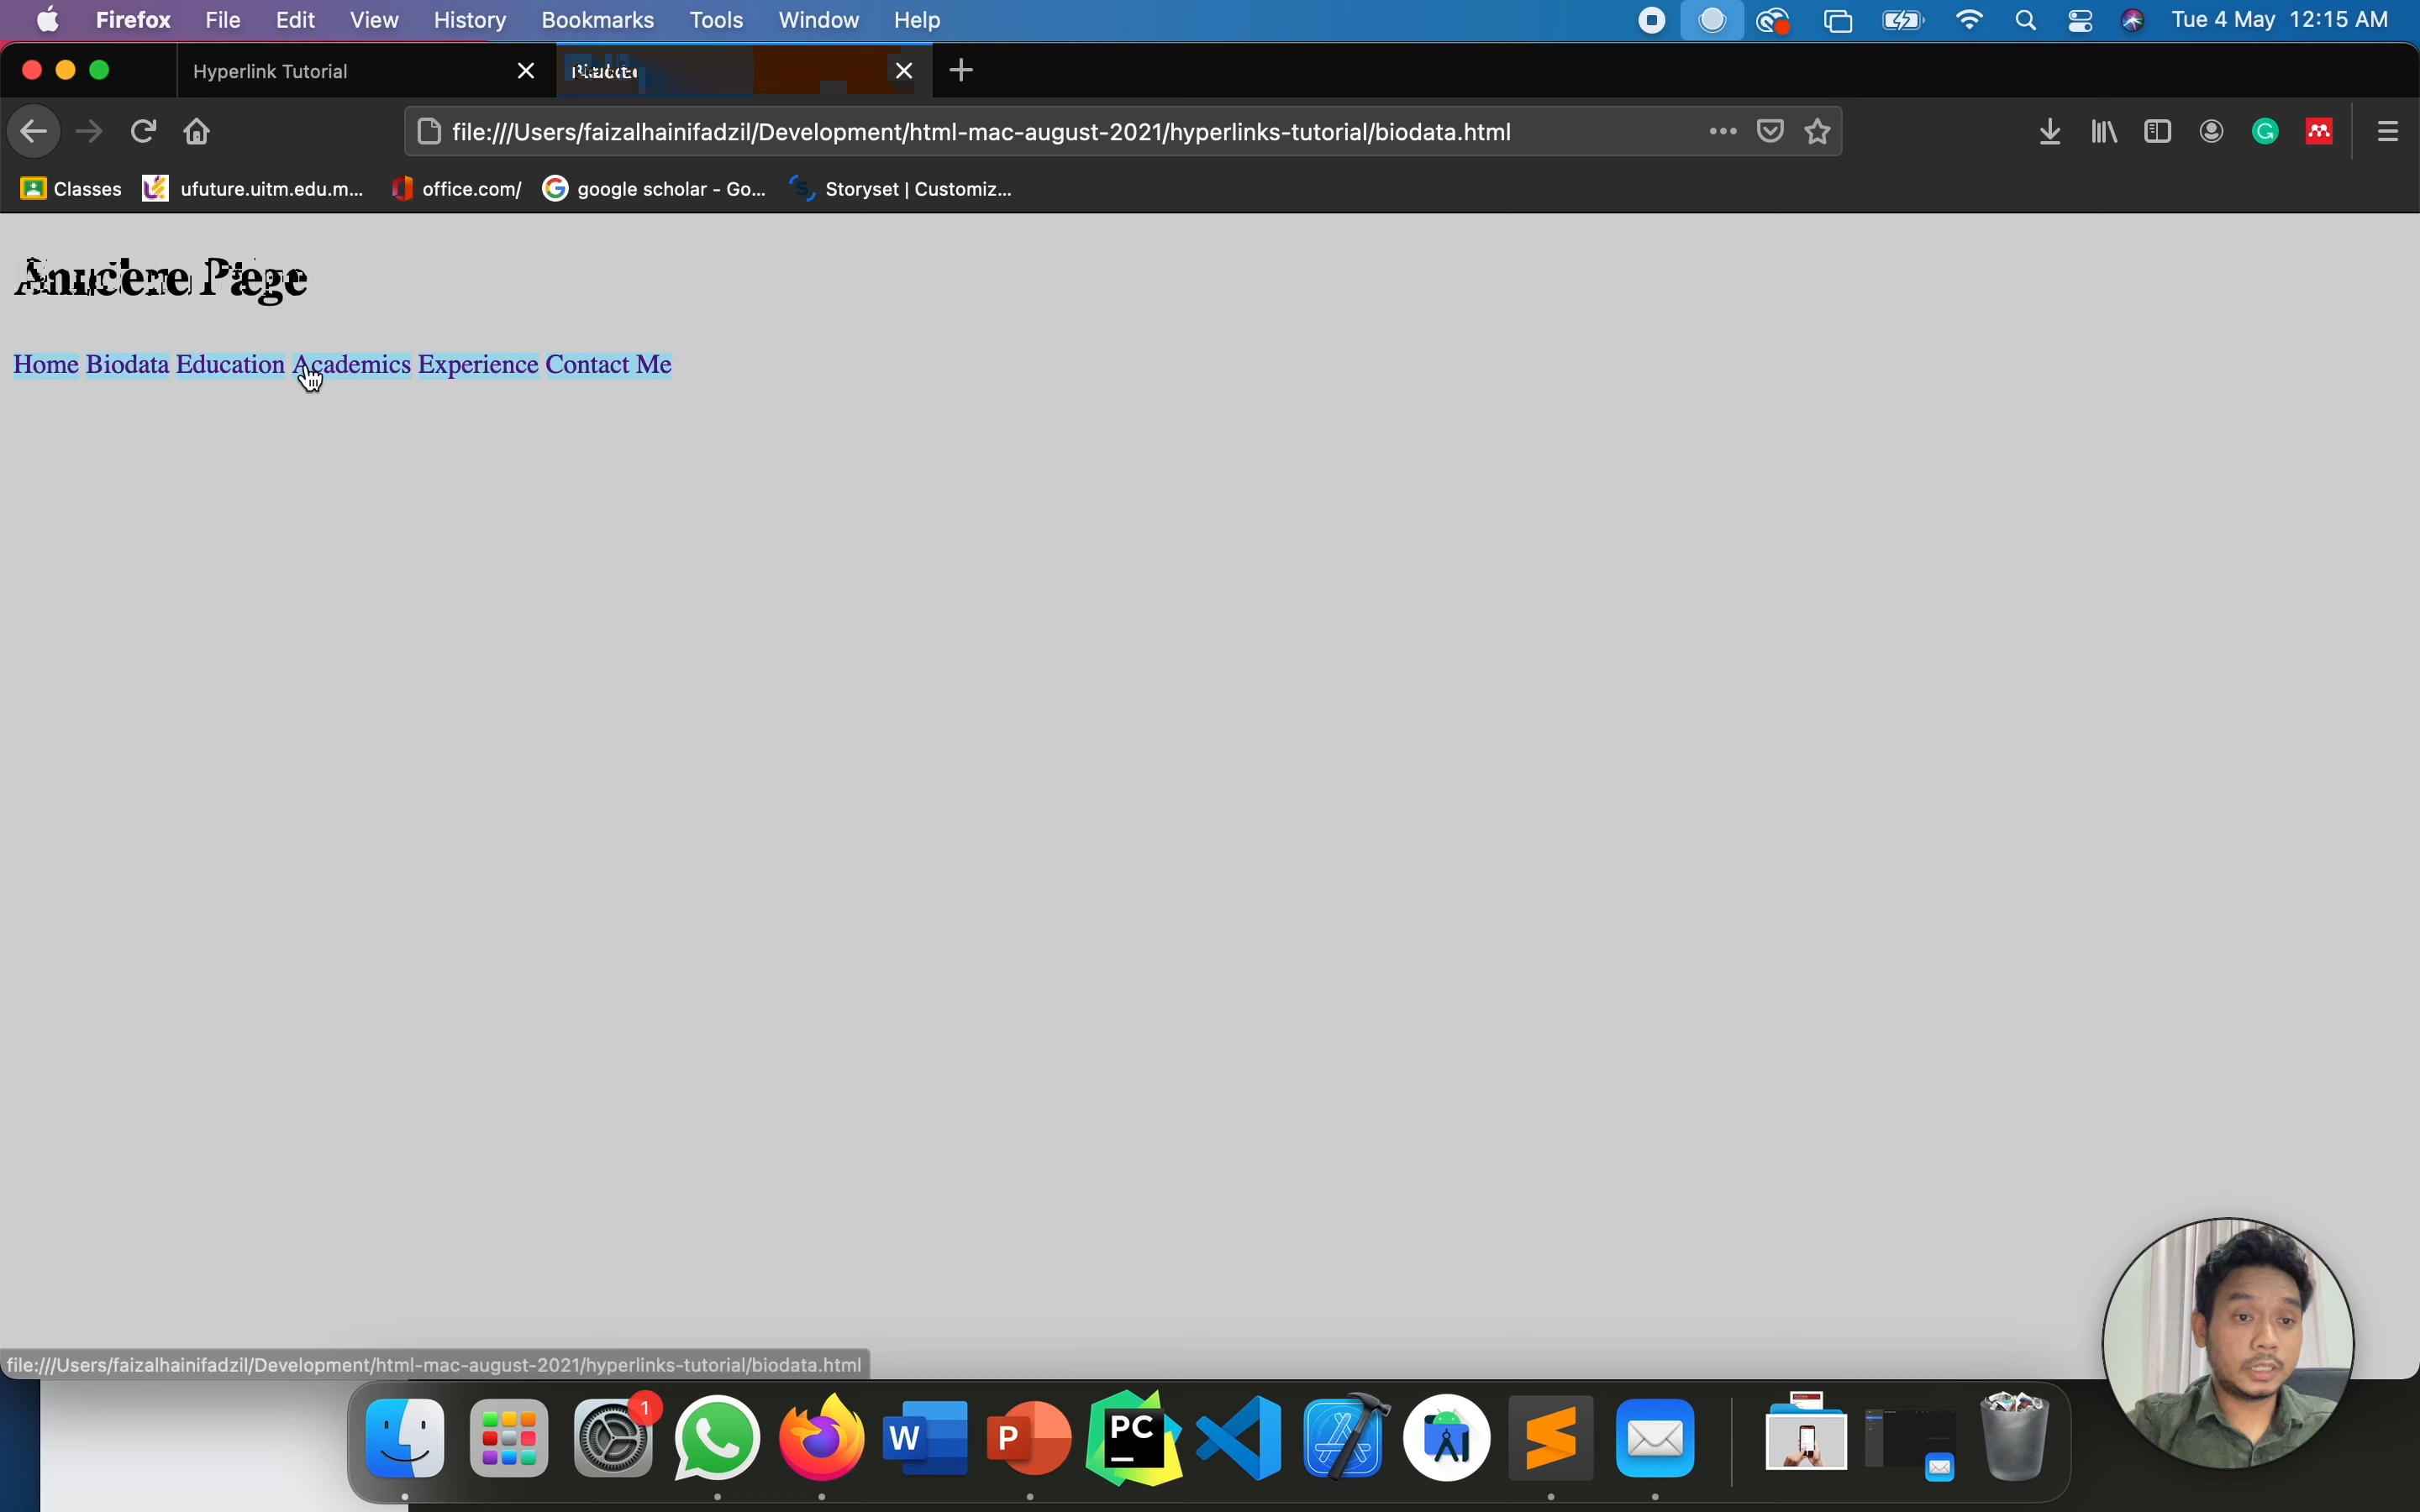 Firefox File Edit View History Bookmarks Tools Window Help Tue 4 May 12:15 AM
Hyperlink Tutorial
file:///Users/faizalhainifadzil/Development/html-mac-august-2021/hyperlinks-tutorial/biodata.html
Classes ufuture.uitm.edu.m... office.com/ google scholar - Go... Storyset | Customiz...
Page
Home Biodata Education Academics Experience Contact Me
file:///Users/faizalhainifadzil/Development/html-mac-august-2021/hyperlinks-tutorial/biodata.html
1
W P PC